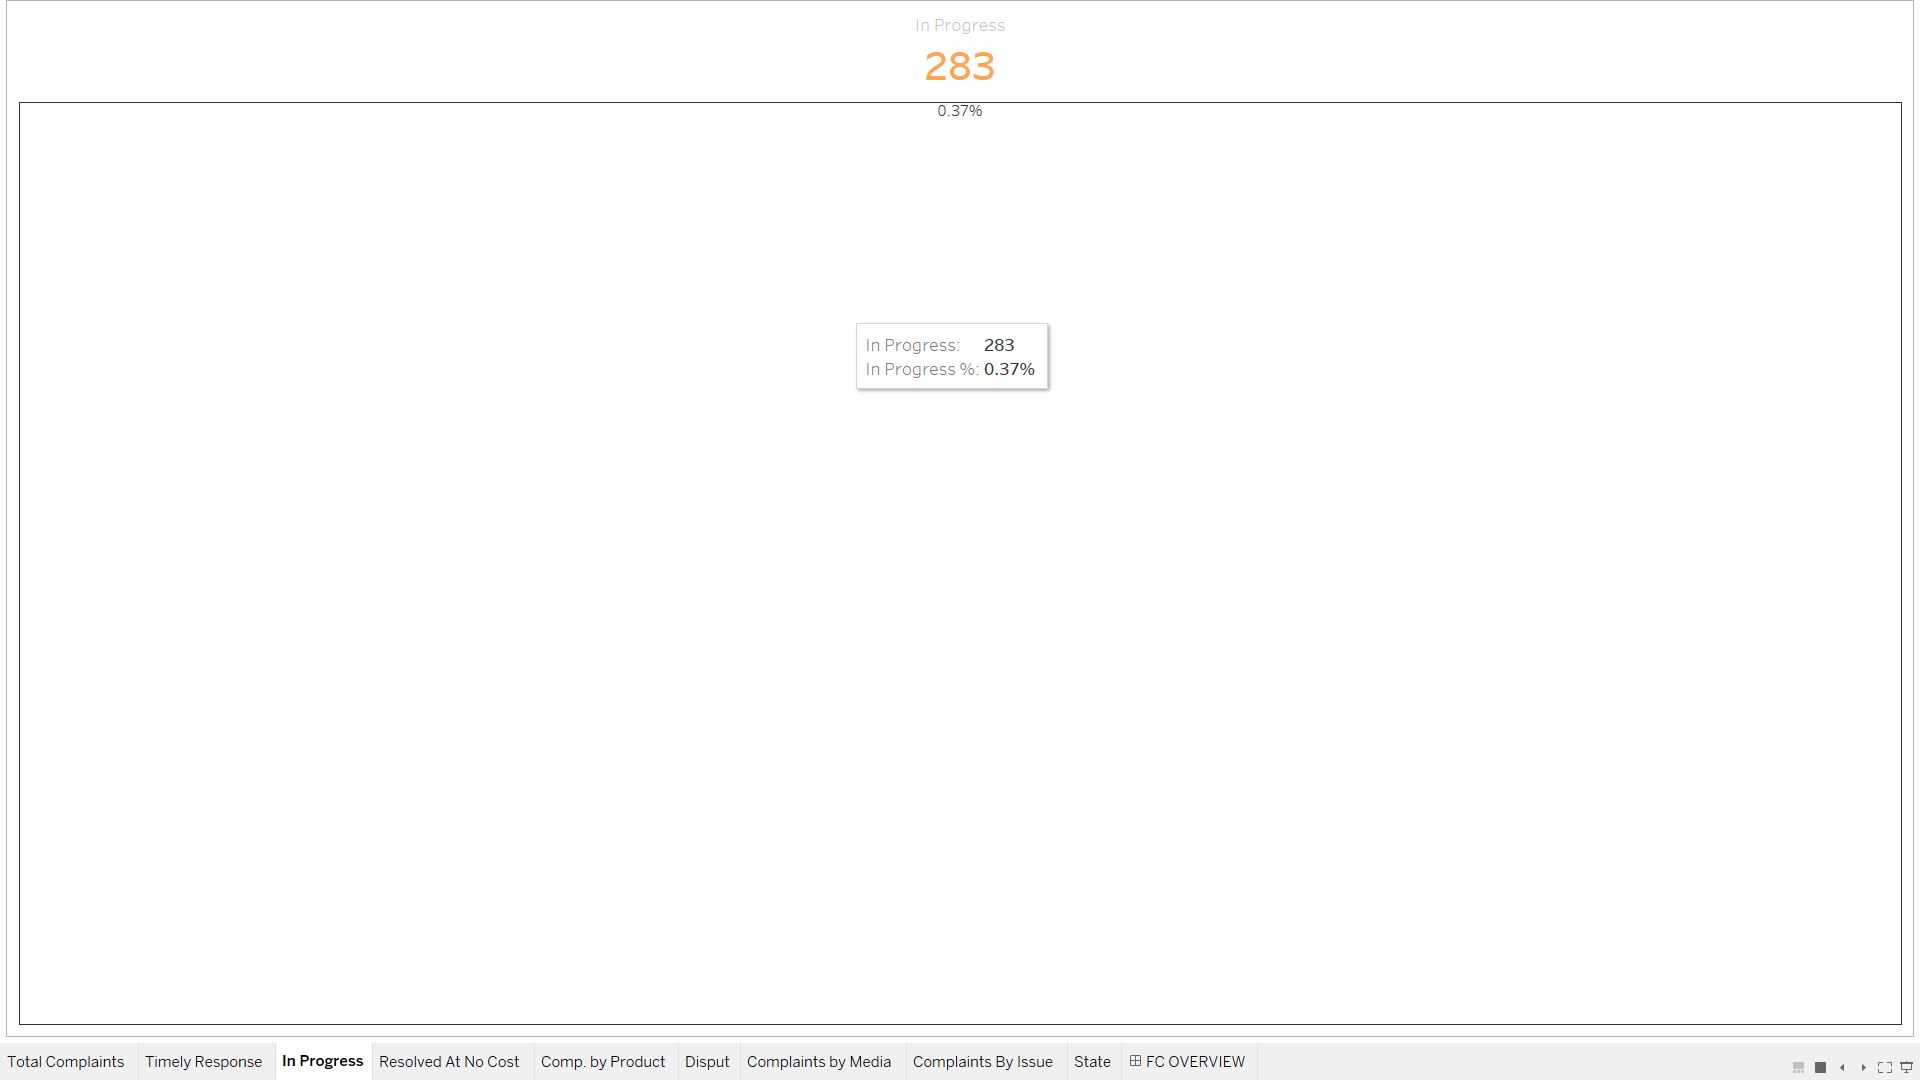 In Progress
283
0.37%
In Progress: 283
In Progress %: 0.37%
Total Complaints Timely Response In Progress Resolved At No Cost Comp. by Product Disput Complaints by Media Complaints By Issue State FC OVERVIEW